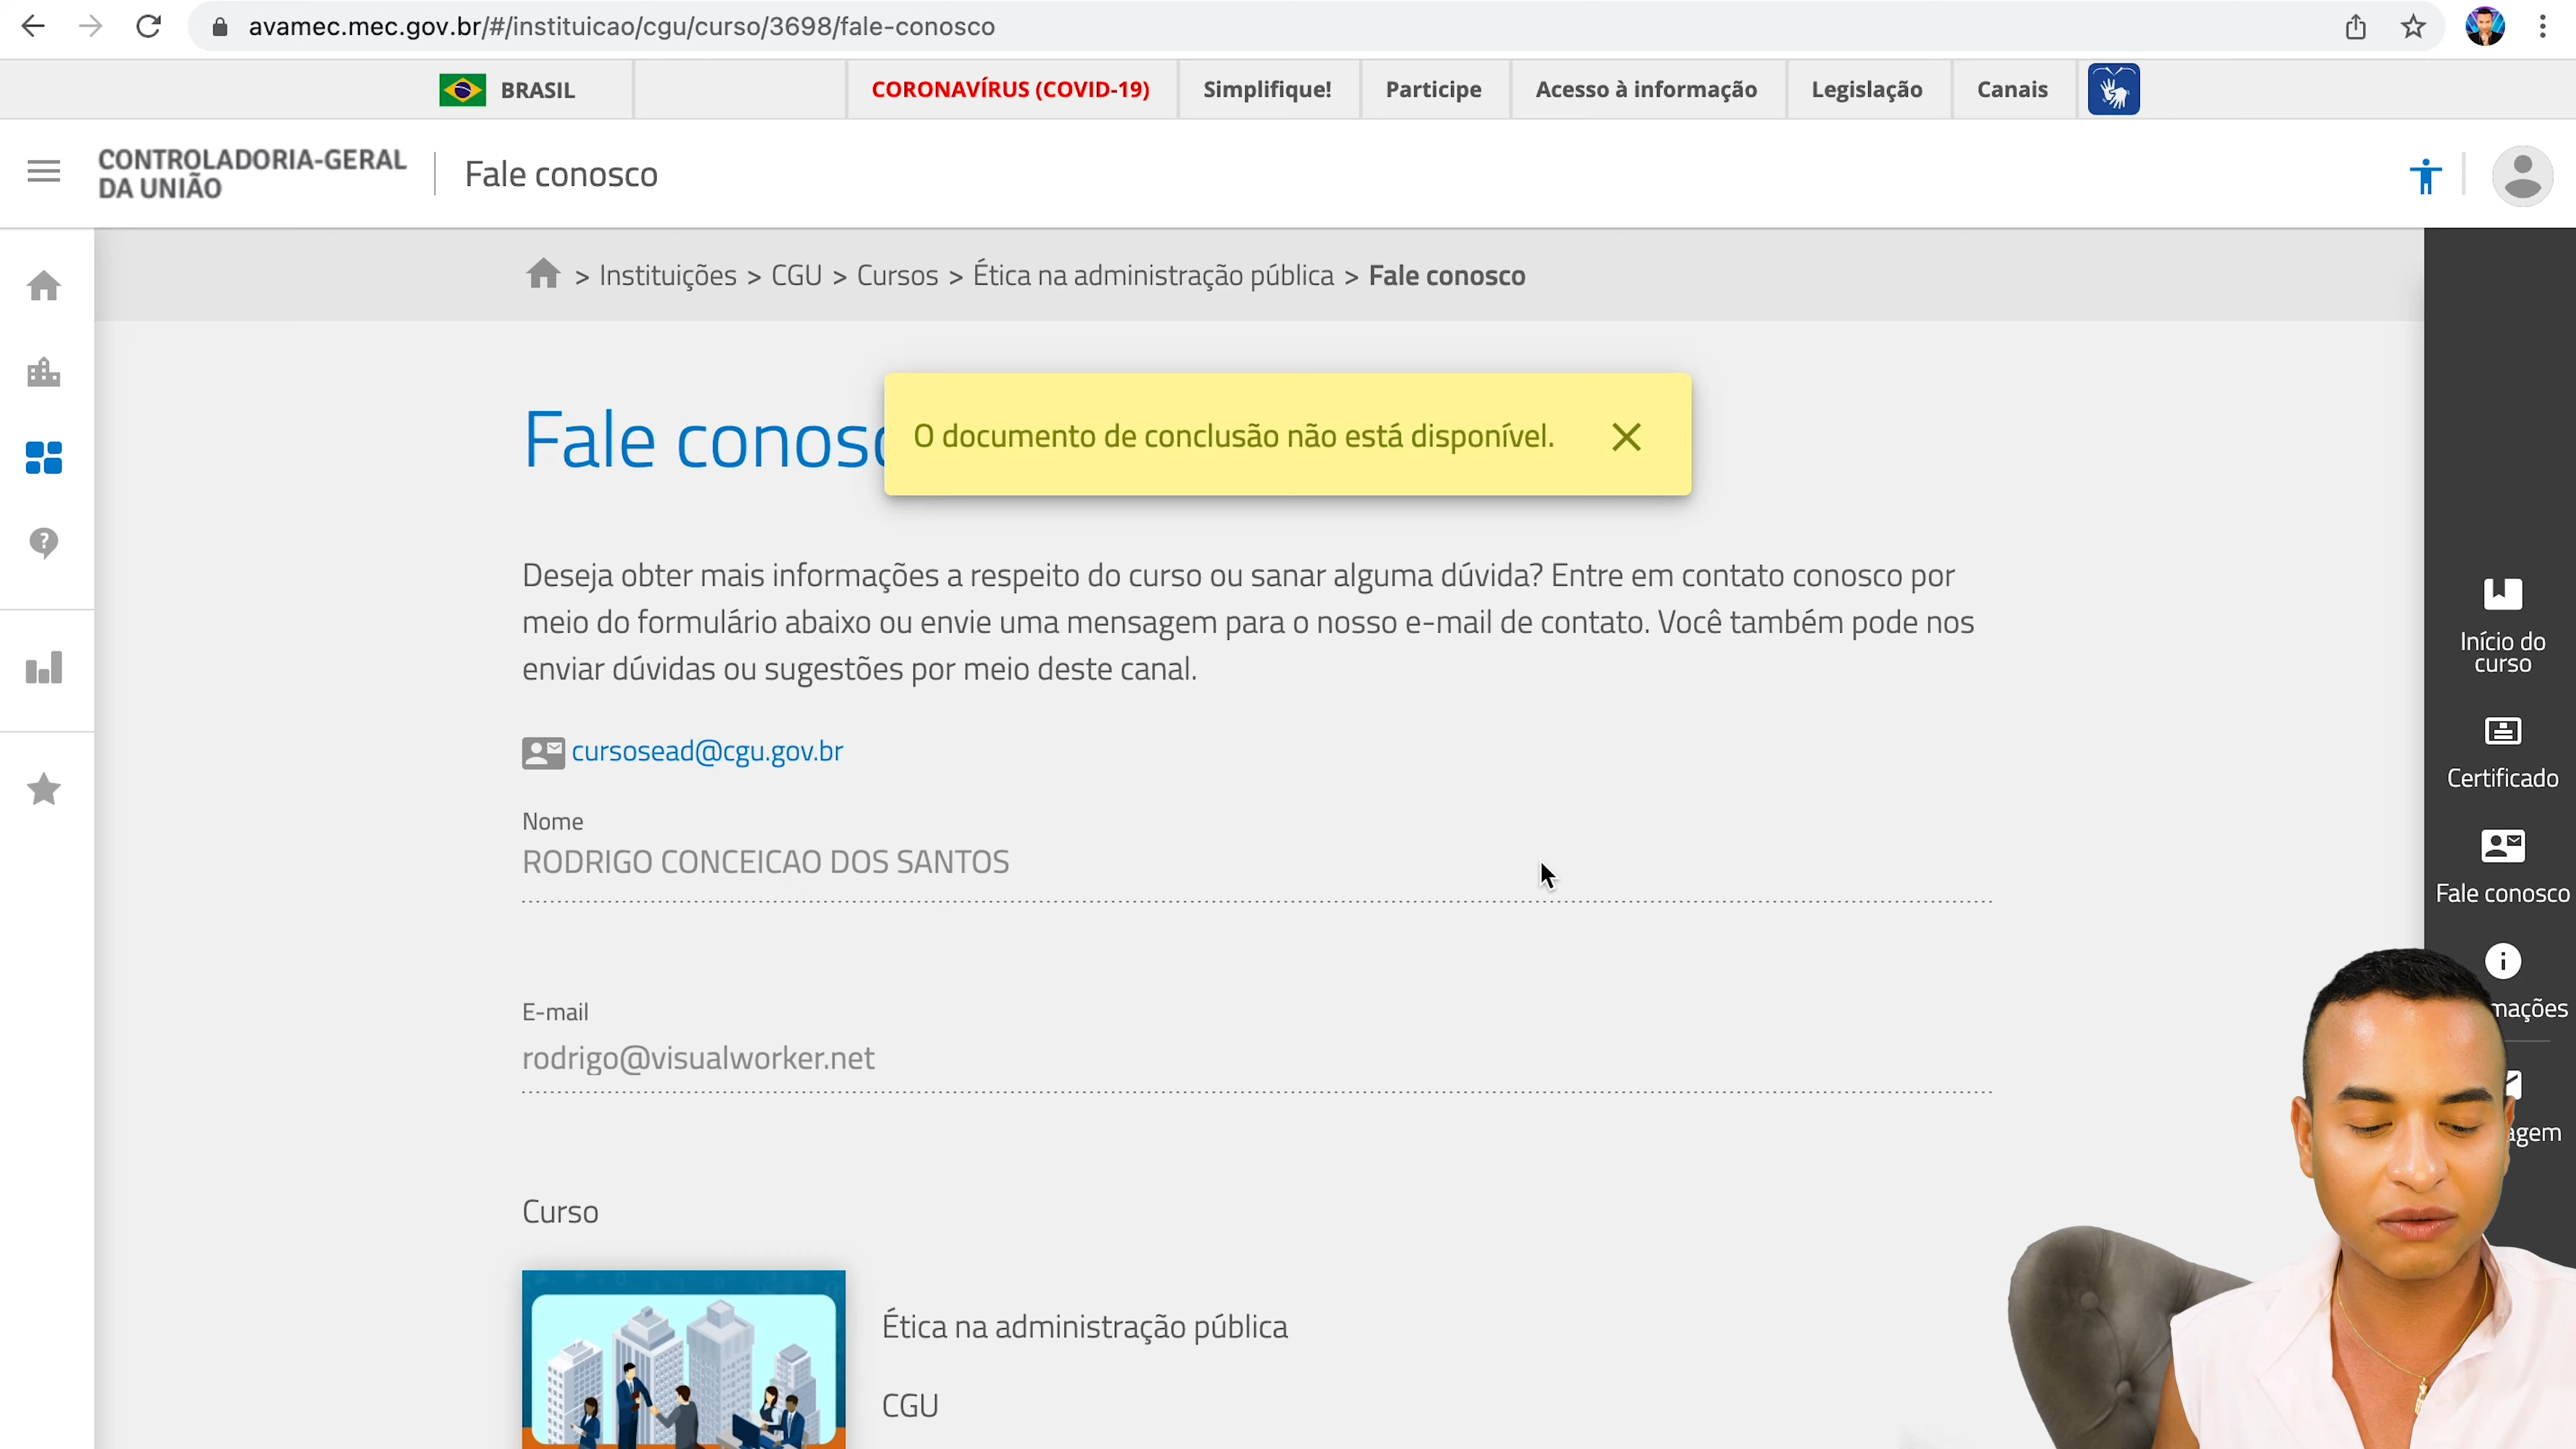 avamec.mec.gov.br/#/instituicao/cgu/curso/3698/fale-conosco
BRASIL
CORONAVÍRUS (COVID-19)
Simplifique!
Participe
Acesso à informação
Legislação
Canais
CONTROLADORIA-GERAL
DA UNIÃO
Fale conosco
> Instituições > CGU > Cursos > Ética na administração pública > Fale conosco
Fale conosc
O documento de conclusão não está disponível.
Deseja obter mais informações a respeito do curso ou sanar alguma dúvida? Entre em contato conosco por
meio do formulário abaixo ou envie uma mensagem para o nosso e-mail de contato. Você também pode nos
enviar dúvidas ou sugestões por meio deste canal.
cursosead@cgu.gov.br
Nome
RODRIGO CONCEICAO DOS SANTOS
E-mail
rodrigo@visualworker.net
Curso
Ética na administração pública
CGU
Início do
curso
Certificado
Fale conosco
mações
agem